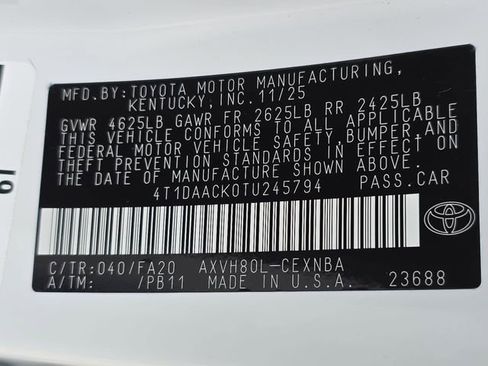 MFD.BY:TOYOTA MOTOR MANUFACTURING,
KENTUCKY,INC.11/25
GVWR 4625LB GAWR FR 2625LB RR 2425LB
THIS VEHICLE CONFORMS TO ALL APPLICABLE
FEDERAL MOTOR VEHICLE SAFETY,BUMPER,AND
THEFT PREVENTION STANDARDS IN EFFECT ON
THE DATE OF MANUFACTURE SHOWN ABOVE.
4T1DAACK0TU245794 PASS.CAR
C/TR:040/FA20 AXVH80L-CEXNBA
A/TM: /PB11 MADE IN U.S.A. 23688